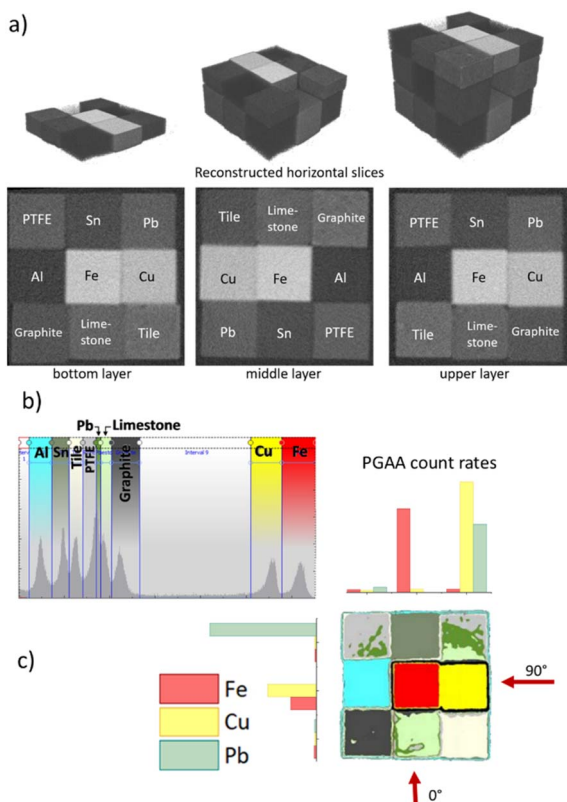 a)
Reconstructed horizontal slices
PTFE Sn Pb
Al Fe Cu
Graphite Lime-
stone Tile
bottom layer
Tile Lime-
stone Graphite
Cu Fe Al
Pb Sn PTFE
middle layer
PTFE Sn Pb
Al Fe Cu
Tile Lime-
stone Graphite
upper layer
b)
Pb Limestone
Al Sn Tile PTFE Graphite Cu Fe
Interval 9
PGAA count rates
c)
Fe
Cu
Pb
90°
0°